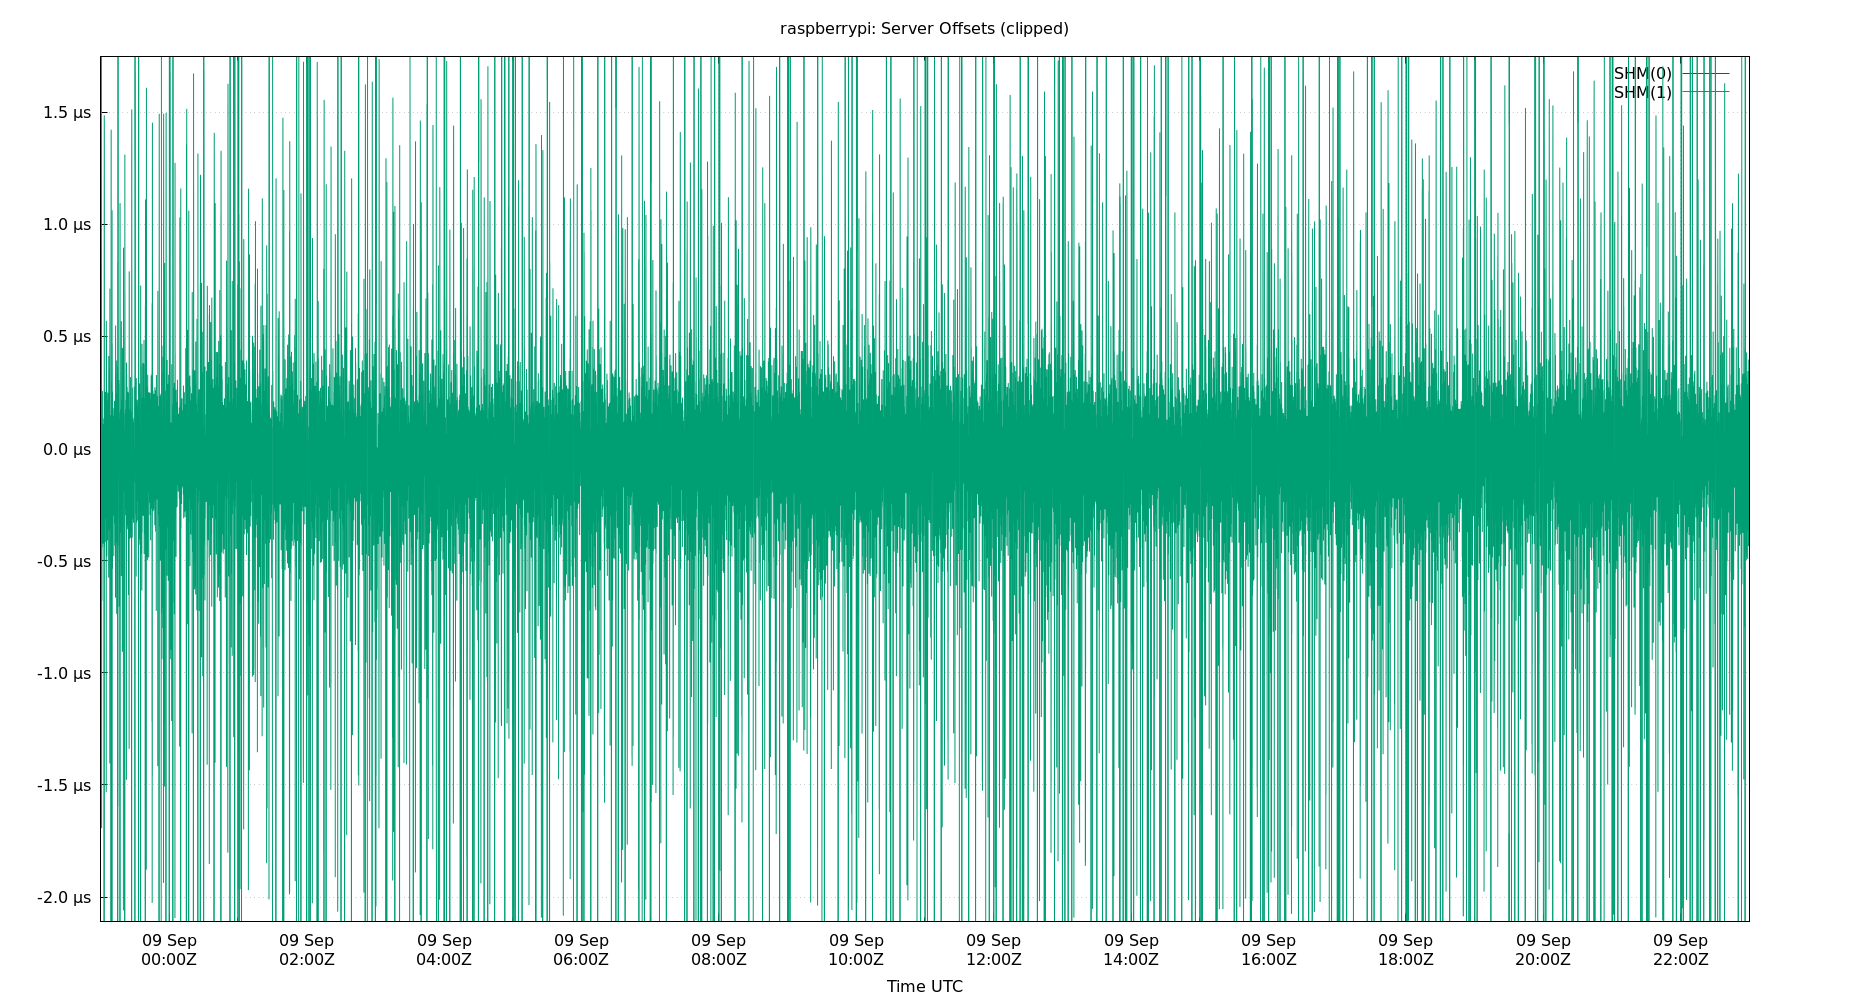 raspberrypi: Server Offsets (clipped)
SHM(0)
SHM(1)
1.5 µs
1.0 µs
0.5 µs
0.0 µs
-0.5 µs
-1.0 µs
-1.5 µs
-2.0 µs
09 Sep 09 Sep 09 Sep 09 Sep 09 Sep 09 Sep 09 Sep 09 Sep 09 Sep 09 Sep 09 Sep 09 Sep
00:00Z 02:00Z 04:00Z 06:00Z 08:00Z 10:00Z 12:00Z 14:00Z 16:00Z 18:00Z 20:00Z 22:00Z
Time UTC